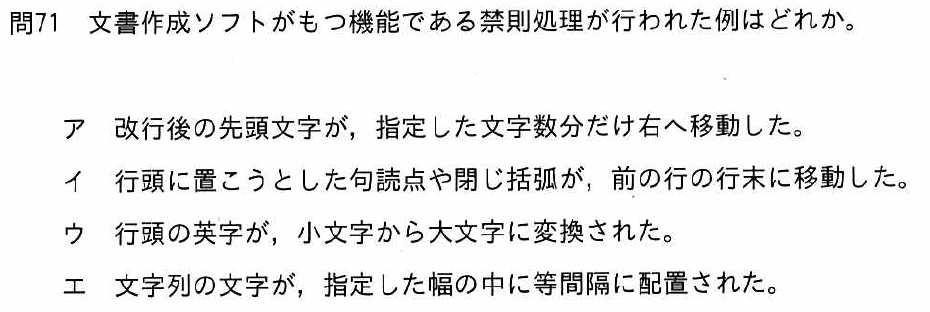 問71 文書作成ソフトがもつ機能である禁則処理が行われた例はどれか。
ア 改行後の先頭文字が，指定した文字数分だけ右へ移動した。
イ 行頭に置こうとした句読点や閉じ括弧が，前の行の行末に移動した。
ウ 行頭の英字が，小文字から大文字に変換された。
エ 文字列の文字が，指定した幅の中に等間隔に配置された。